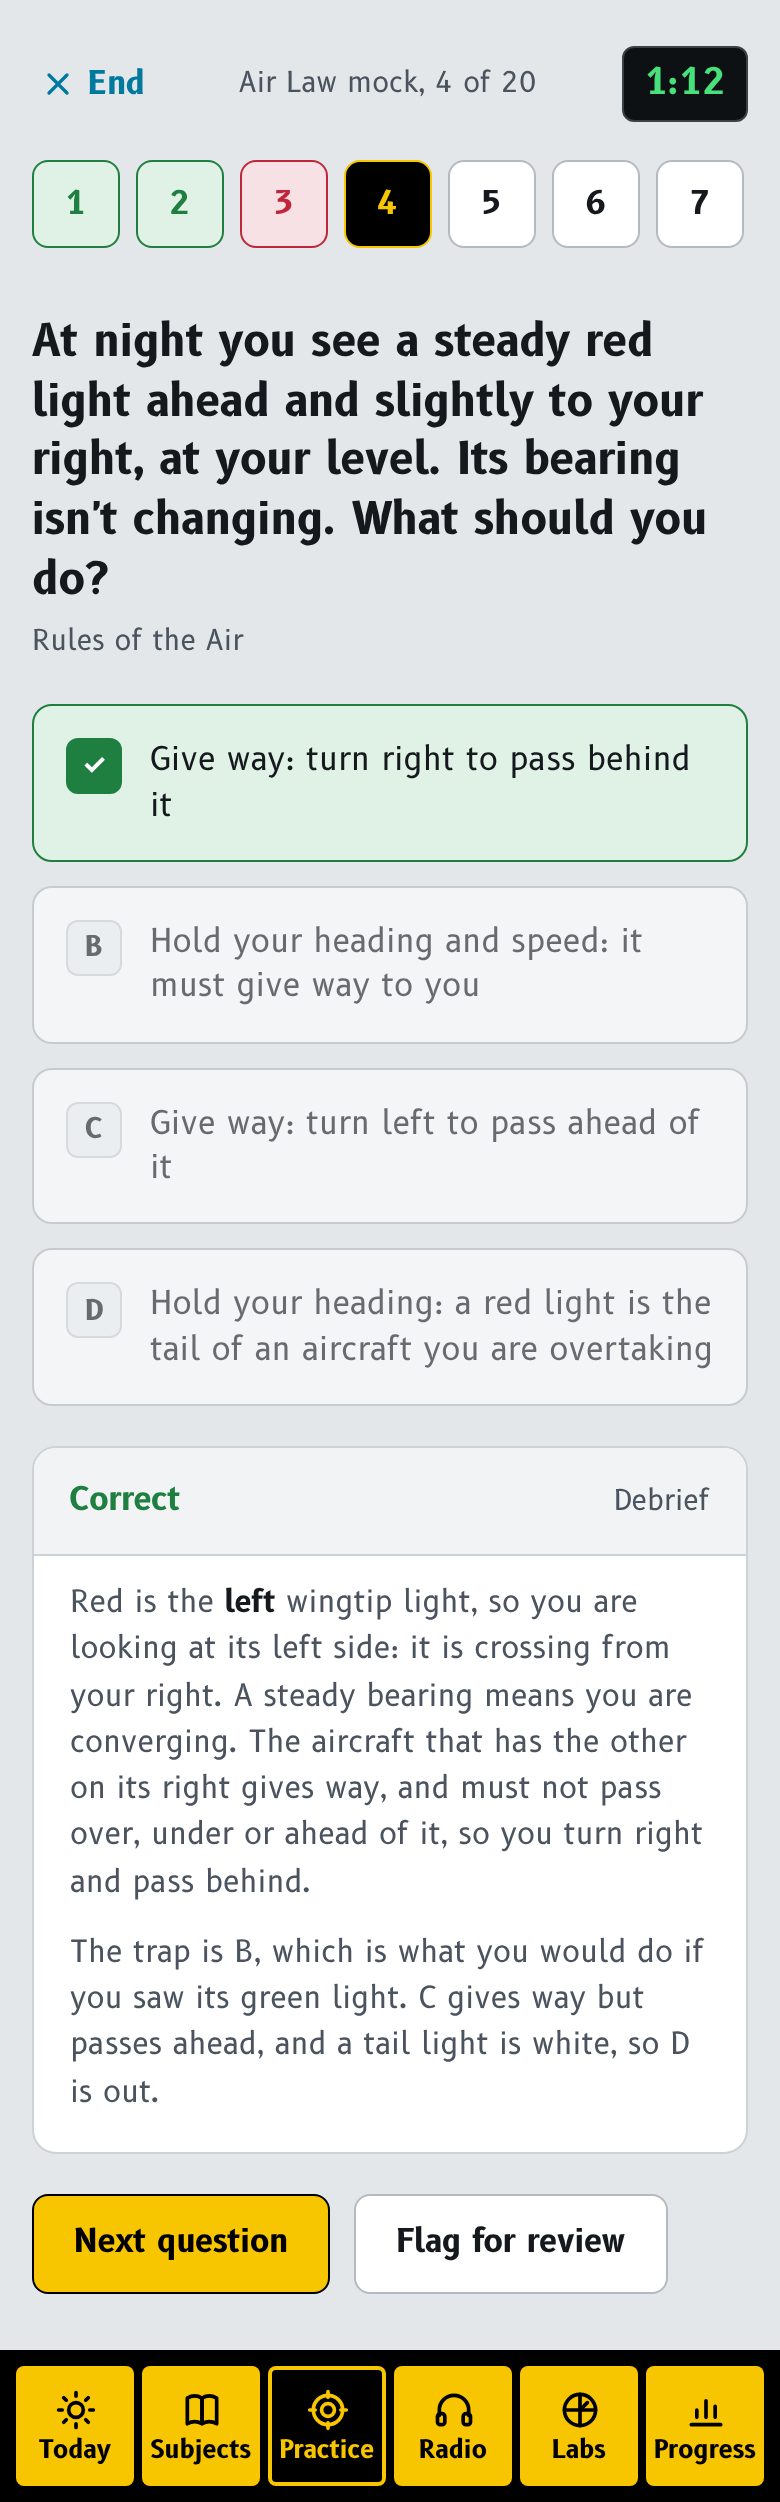 End
Air Law mock, 4 of 20
1:12
1 2 3 4 5 6 7
At night you see a steady red
light ahead and slightly to your
right, at your level. Its bearing
isn't changing. What should you
do?
Rules of the Air
Give way: turn right to pass behind
it
B
Hold your heading and speed: it
must give way to you
C
Give way: turn left to pass ahead of
it
D
Hold your heading: a red light is the
tail of an aircraft you are overtaking
Correct
Debrief
Red is the left wingtip light, so you are
looking at its left side: it is crossing from
your right. A steady bearing means you are
converging. The aircraft that has the other
on its right gives way, and must not pass
over, under or ahead of it, so you turn right
and pass behind.
The trap is B, which is what you would do if
you saw its green light. C gives way but
passes ahead, and a tail light is white, so D
is out.
Next question
Flag for review
Today
Subjects
Practice
Radio
Labs
Progress